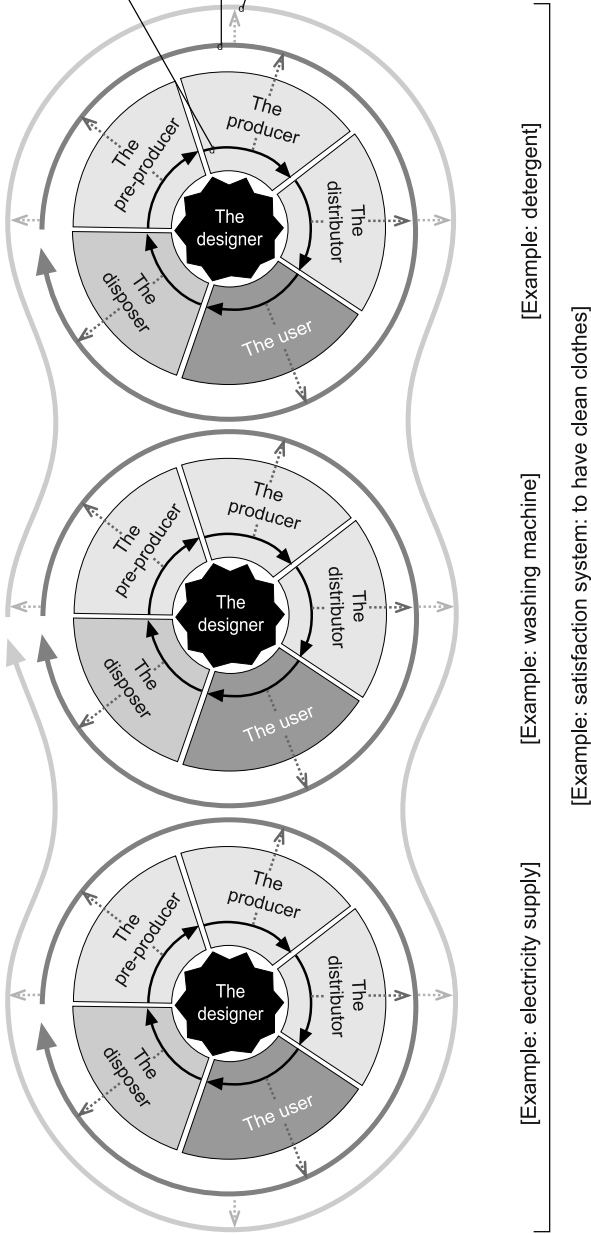 The
pre-producer
The
producer
The
distributor
The user
The
disposer
The
designer
[Example: detergent]
The
pre-producer
The
producer
The
distributor
The user
The
disposer
The
designer
[Example: washing machine]
The
pre-producer
The
producer
The
distributor
The user
The
disposer
The
designer
[Example: electricity supply]
[Example: satisfaction system: to have clean clothes]